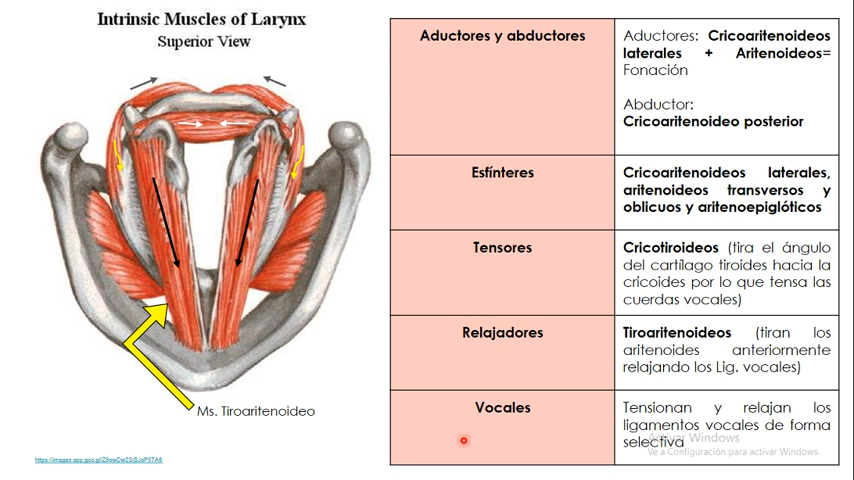 Intrinsic Muscles of Larynx
Superior View
Ms. Tiroaritenoideo
Aductores y abductores
Aductores: Cricoaritenoideos
laterales + Aritenoideos=
Fonación
Abductor:
Cricoaritenoideo posterior
Esfínteres
Cricoaritenoideos laterales,
aritenoideos transversos y
oblicuos y aritenoepiglóticos
Tensores
Cricotiroideos (tira el ángulo
del cartílago tiroides hacia la
cricoides por lo que tensa las
cuerdas vocales)
Relajadores
Tiroaritenoideos (tiran los
aritenoides anteriormente
relajando los Lig. vocales)
Vocales
Tensionan y relajan los
ligamentos vocales de forma
selectiva
Activar Windows
Ve a Configuración para activar Windows.